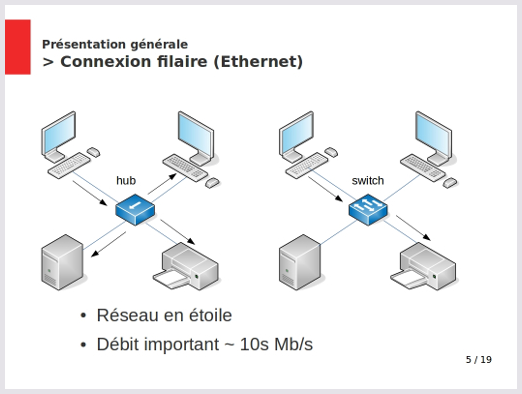 Présentation générale
> Connexion filaire (Ethernet)
hub
switch
• Réseau en étoile
• Débit important ~ 10s Mb/s
5 / 19